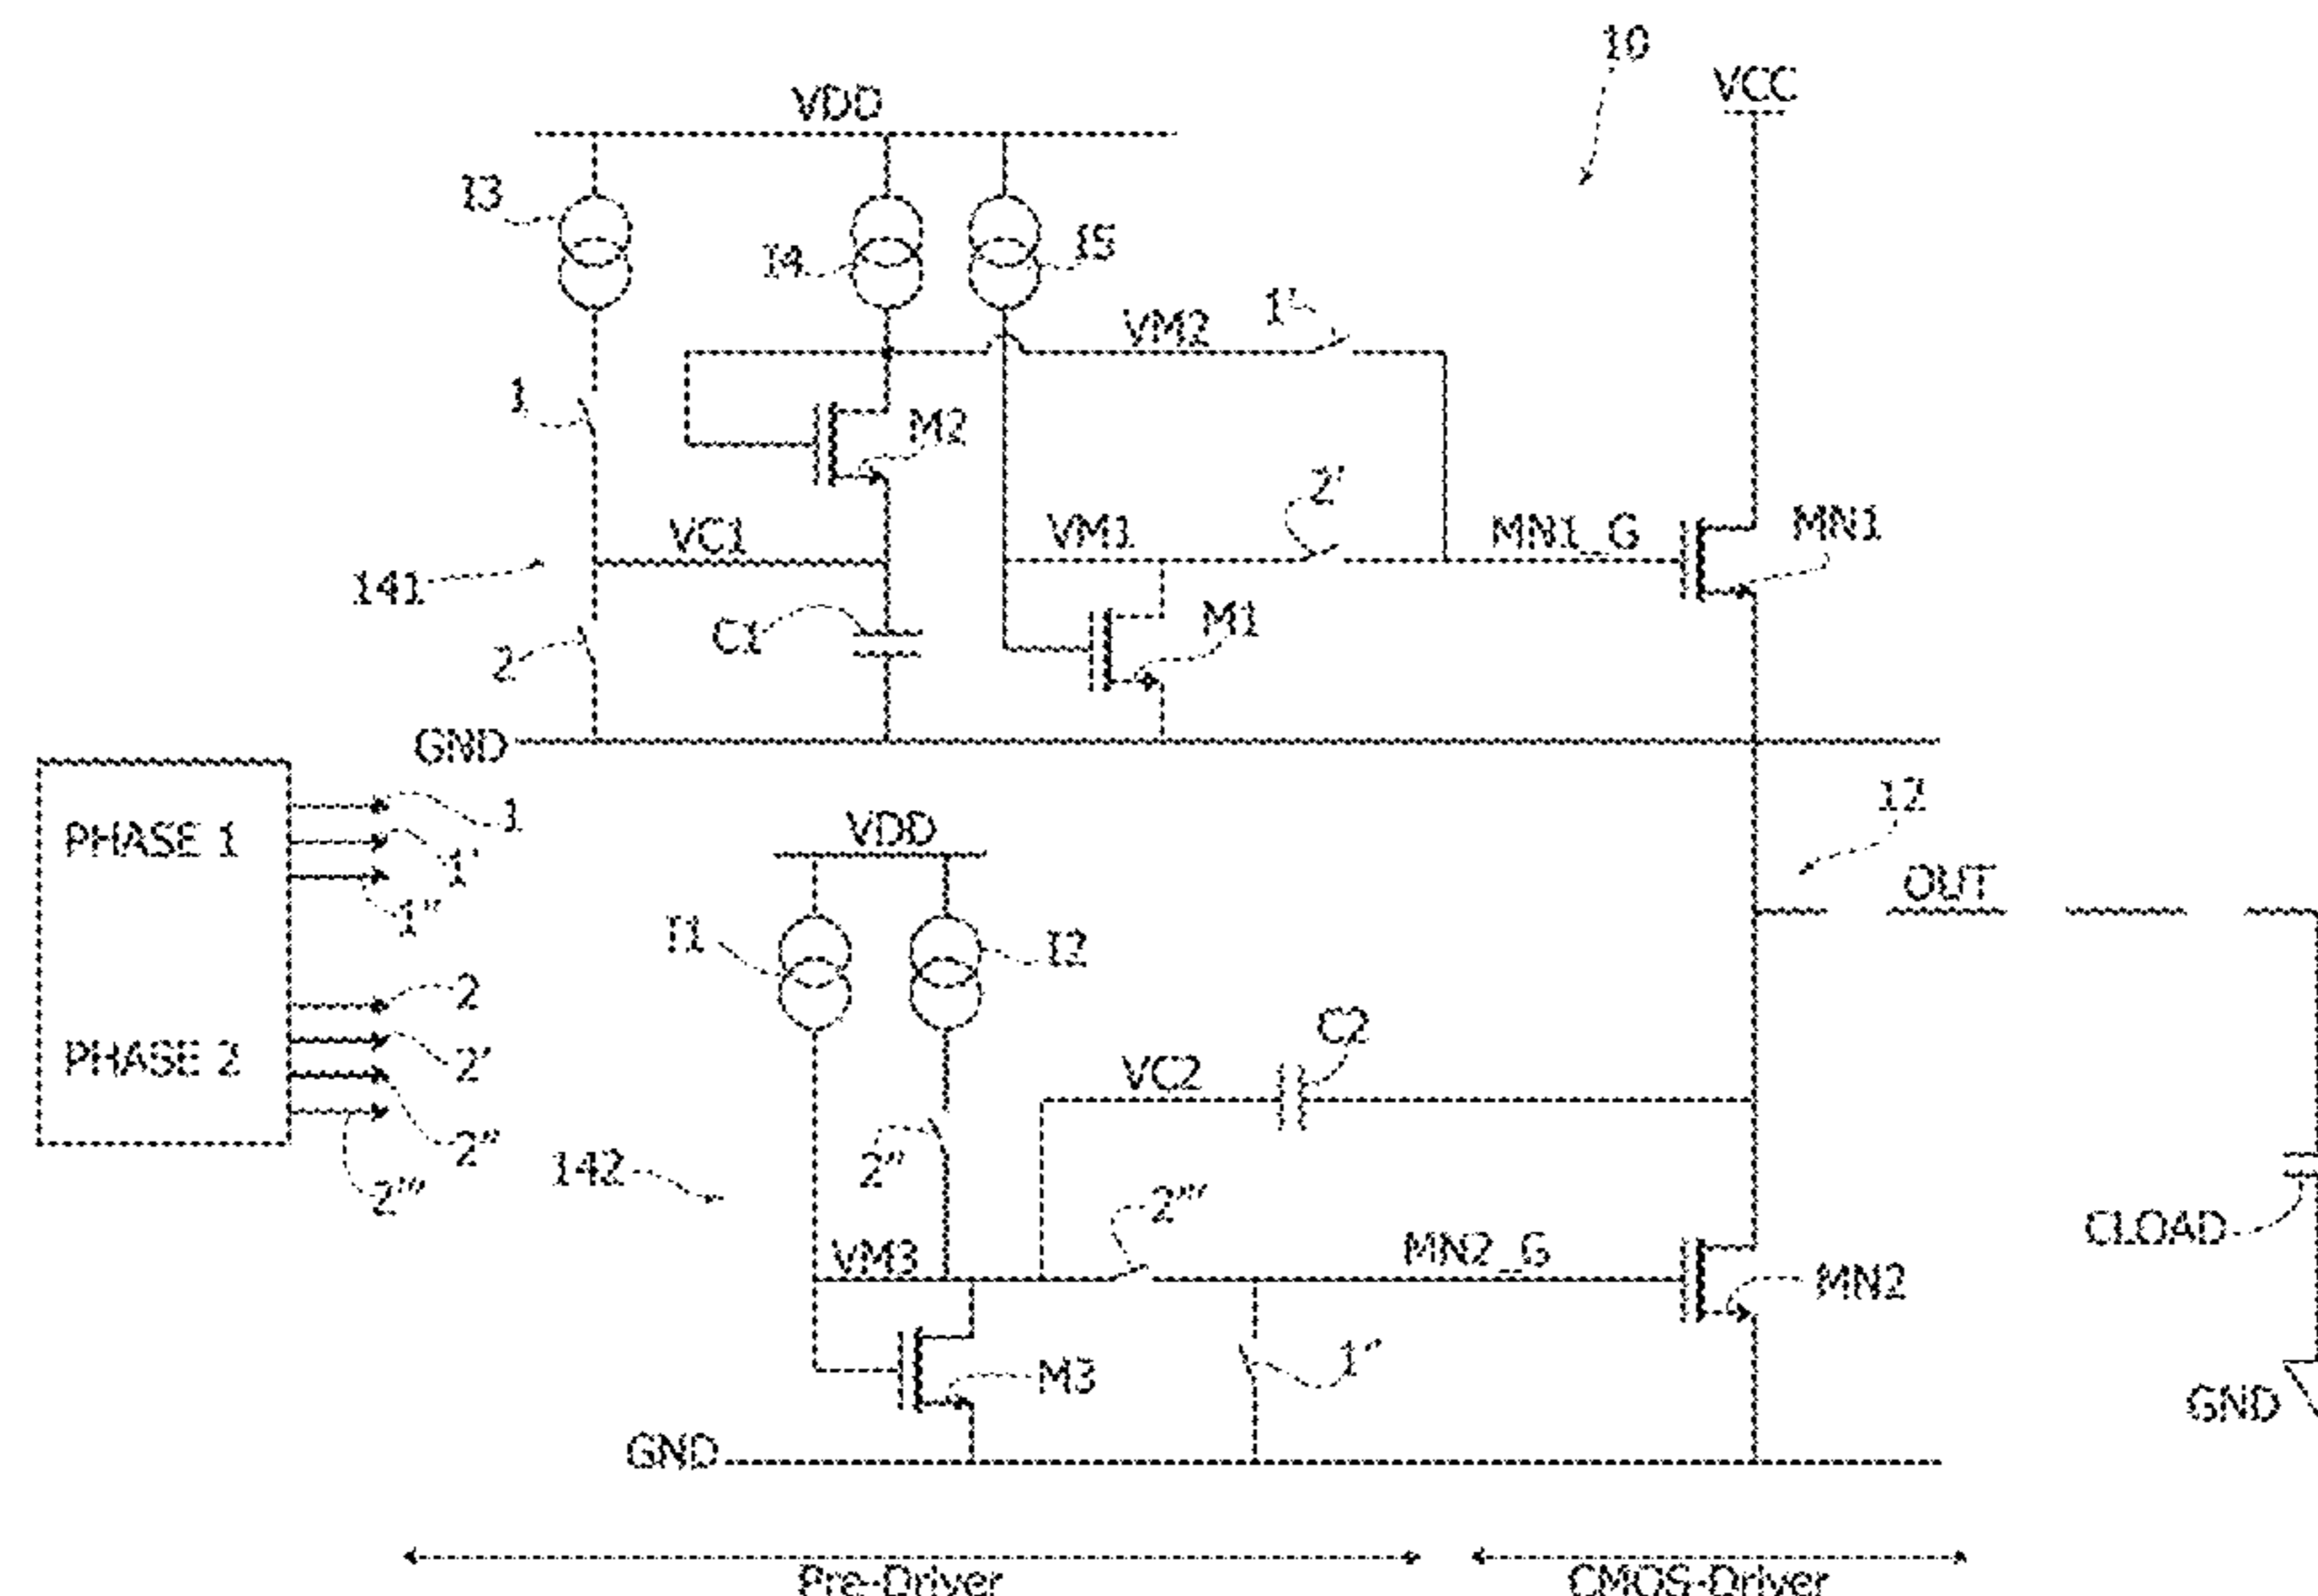 10
VCC
VDD
I3
I4
I5
VM2
1'
1
M2
2'
VC1
VM1
MN1_G
MN1
141
C1
M1
2
GND
PHASE 1
1
1'
1"
VDD
12
OUT
I1
I2
2
PHASE 2
2'
2"
2'''
C2
VC2
142
2"
2'''
VM3
MN2_G
MN2
CLOAD
M3
1"
GND
GND
Pre-Driver
CMOS-Driver